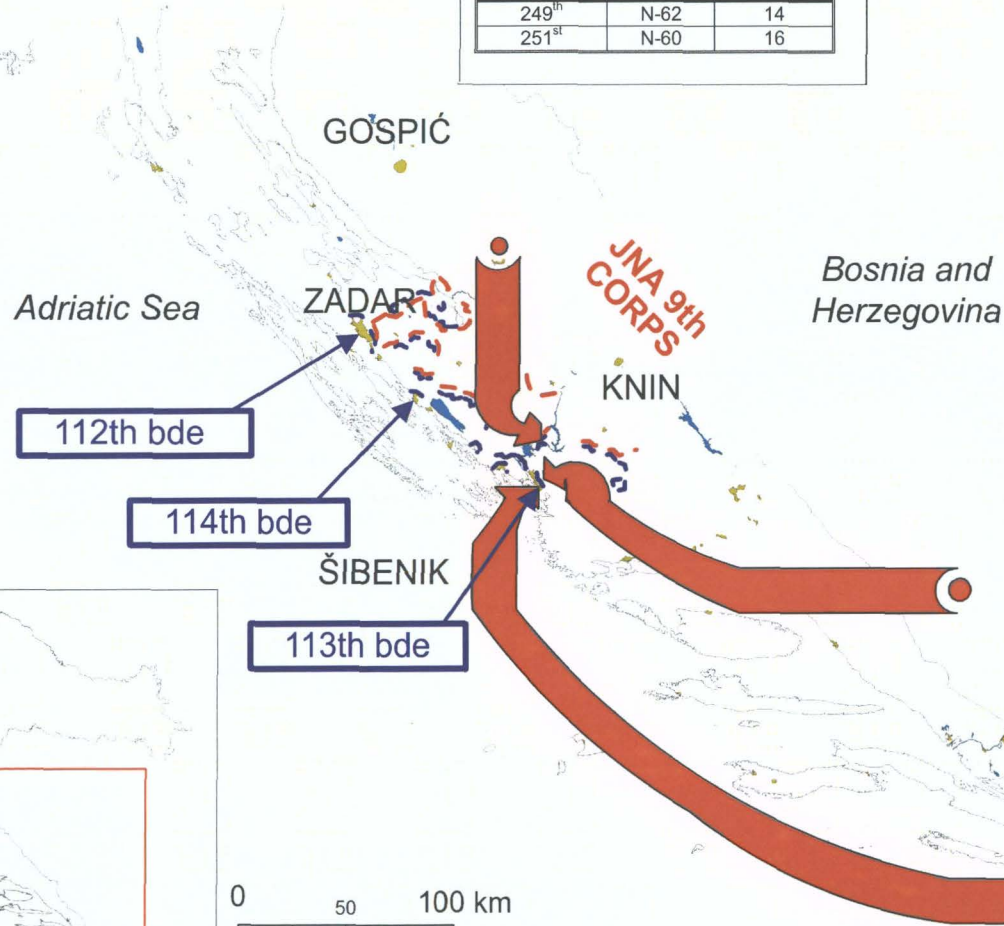 249th N-62 14
251st N-60 16
GOSPIĆ
JNA 9th
CORPS
Bosnia and
Herzegovina
Adriatic Sea
ZADAR
KNIN
112th bde
114th bde
ŠIBENIK
113th bde
0 50 100 km